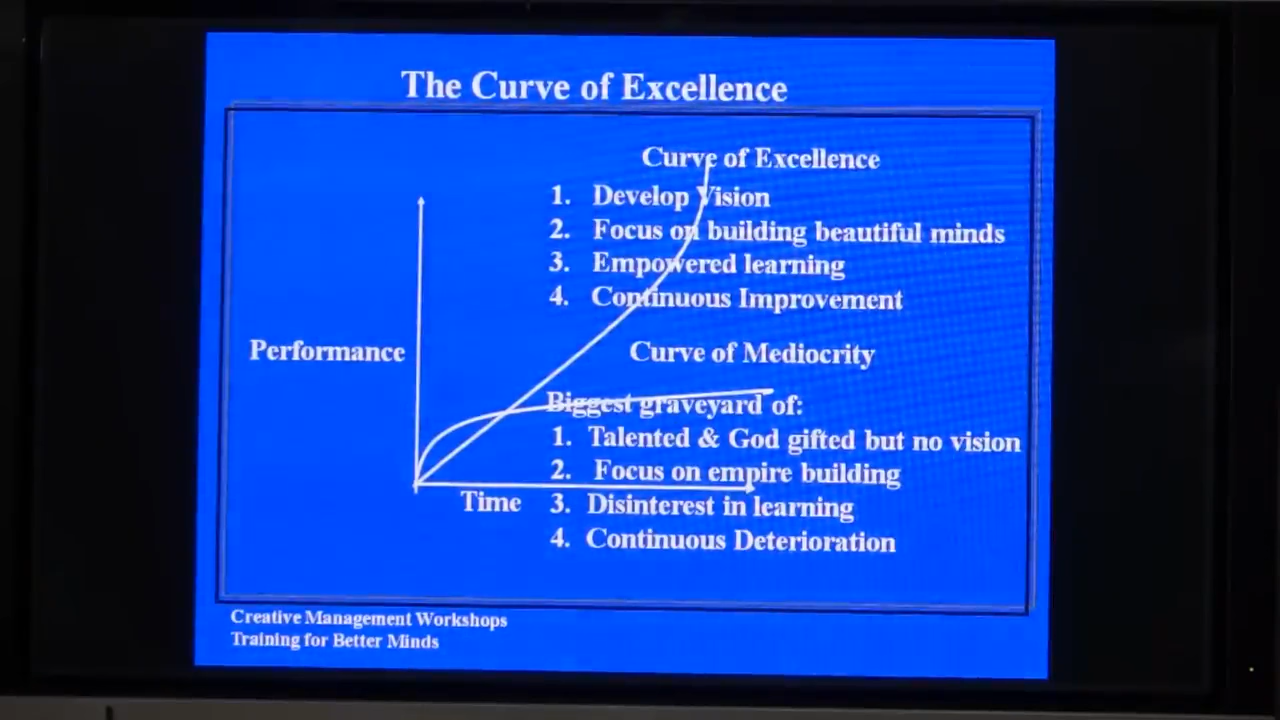 The Curve of Excellence
Curve of Excellence
1. Develop Vision
2. Focus on building beautiful minds
3. Empowered learning
4. Continuous Improvement
Performance
Curve of Mediocrity
Biggest graveyard of:
1. Talented & God gifted but no vision
2. Focus on empire building
Time
3. Disinterest in learning
4. Continuous Deterioration
Creative Management Workshops
Training for Better Minds